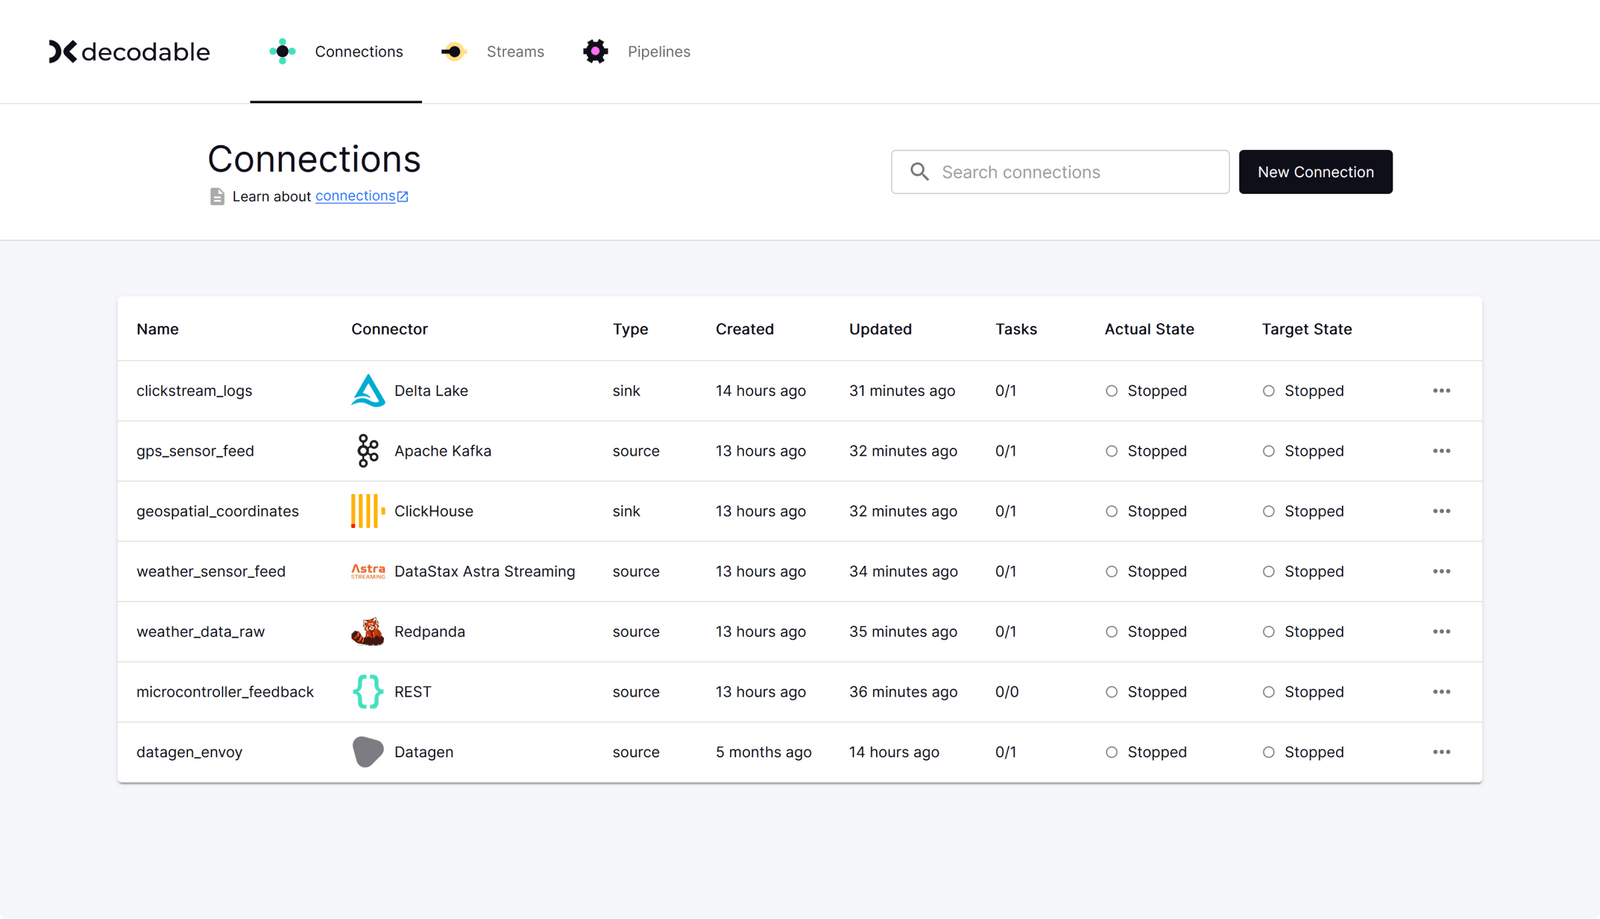 decodable Connections Streams Pipelines
Connections
Learn about connections
Search connections
New Connection
Name Connector Type Created Updated Tasks Actual State Target State
clickstream_logs Delta Lake sink 14 hours ago 31 minutes ago 0/1 Stopped Stopped
gps_sensor_feed Apache Kafka source 13 hours ago 32 minutes ago 0/1 Stopped Stopped
geospatial_coordinates ClickHouse sink 13 hours ago 32 minutes ago 0/1 Stopped Stopped
weather_sensor_feed Astra STREAMING DataStax Astra Streaming source 13 hours ago 34 minutes ago 0/1 Stopped Stopped
weather_data_raw Redpanda source 13 hours ago 35 minutes ago 0/1 Stopped Stopped
microcontroller_feedback {} REST source 13 hours ago 36 minutes ago 0/0 Stopped Stopped
datagen_envoy Datagen source 5 months ago 14 hours ago 0/1 Stopped Stopped